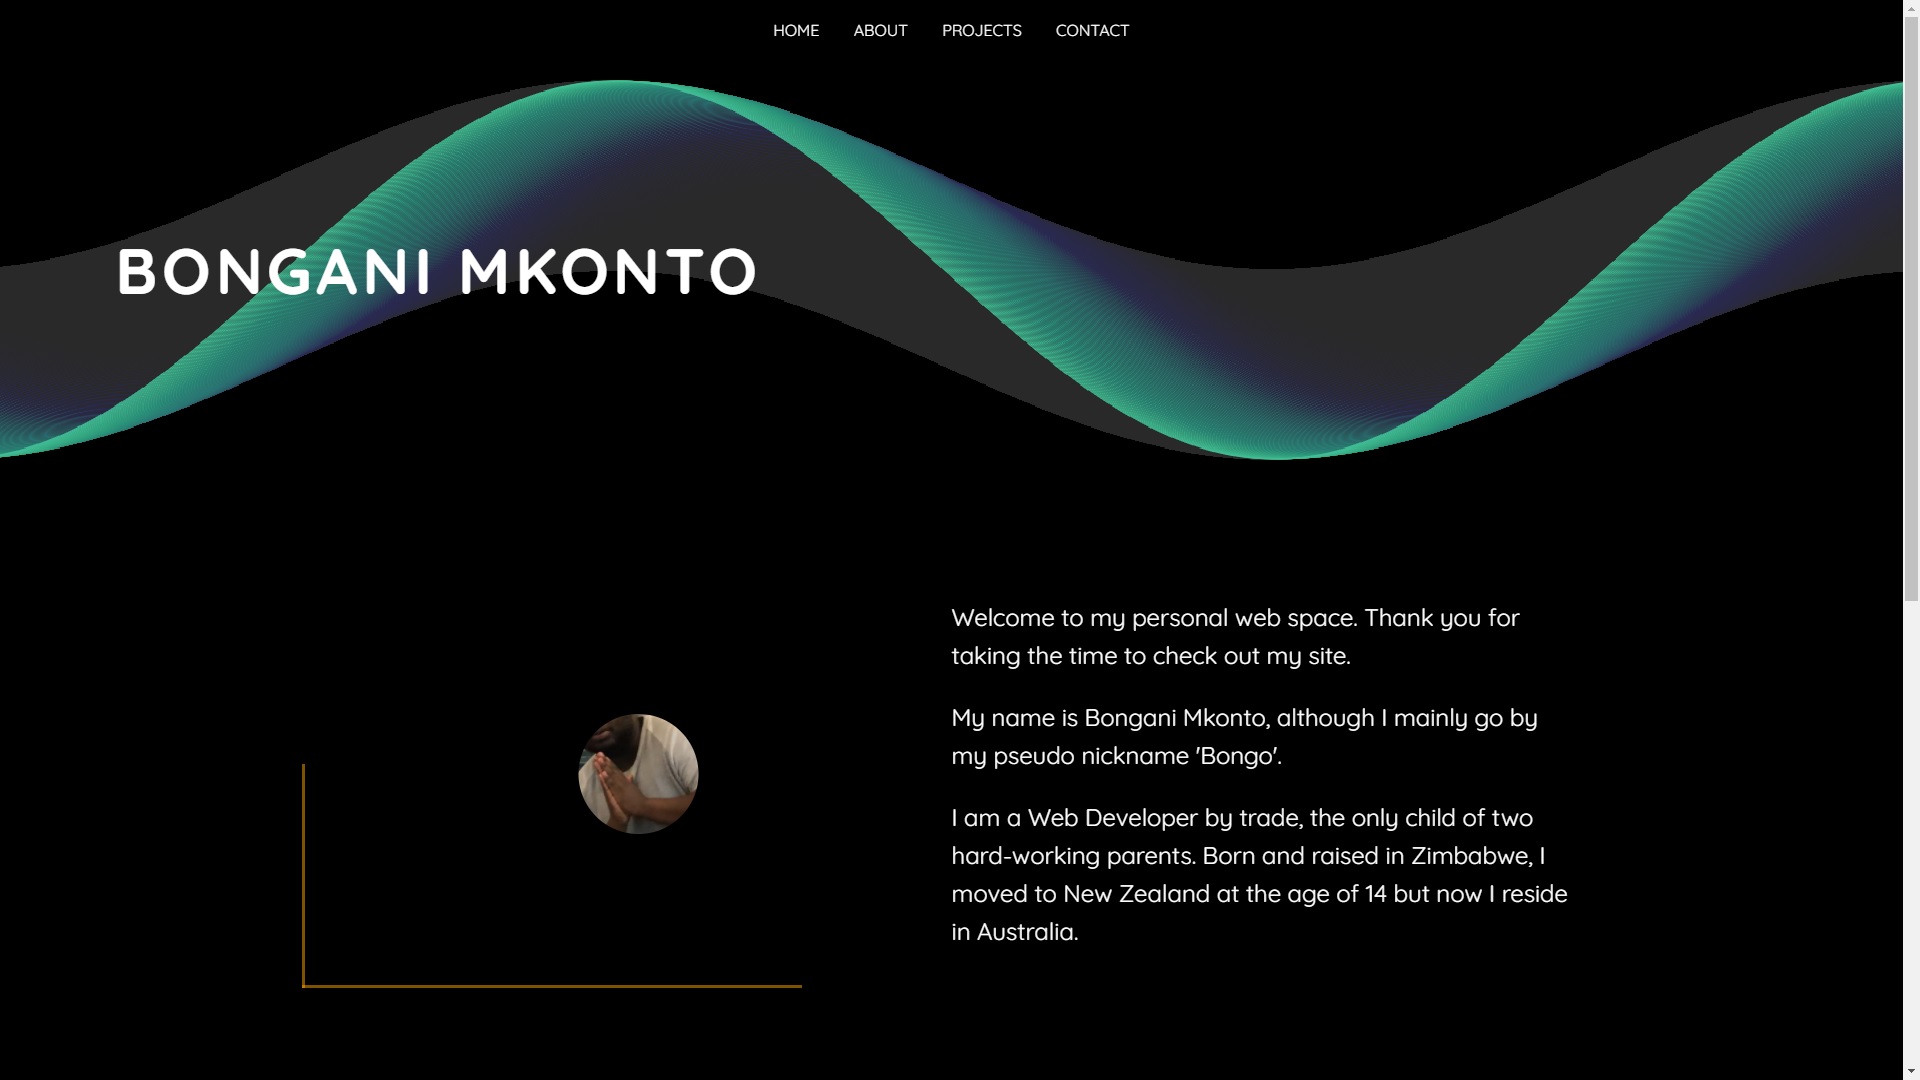 HOME ABOUT PROJECTS CONTACT
BONGANI MKONTO
Welcome to my personal web space. Thank you for
taking the time to check out my site.
My name is Bongani Mkonto, although I mainly go by
my pseudo nickname 'Bongo'.
I am a Web Developer by trade, the only child of two
hard-working parents. Born and raised in Zimbabwe, I
moved to New Zealand at the age of 14 but now I reside
in Australia.